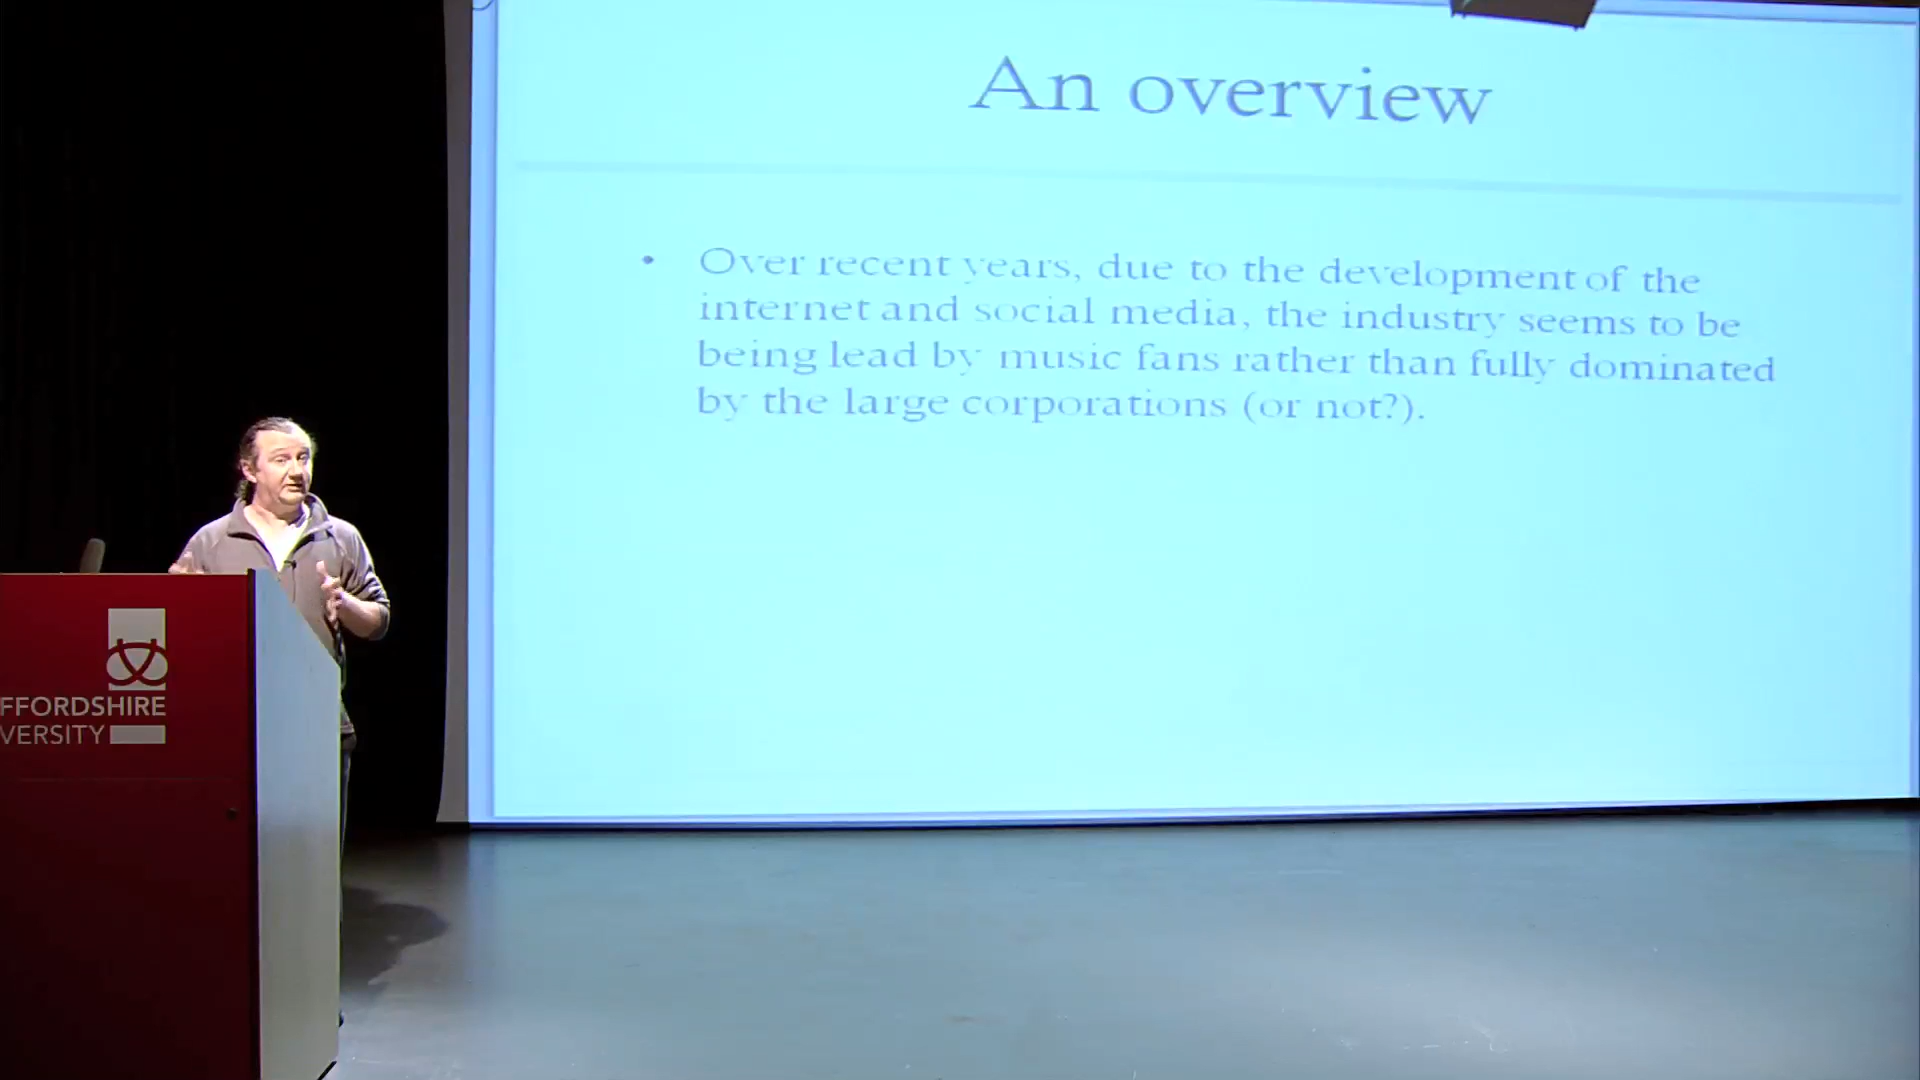 An overview
• Over recent years, due to the development of the
internet and social media, the industry seems to be
being lead by music fans rather than fully dominated
by the large corporations (or not?).
FFORDSHIRE
VERSITY